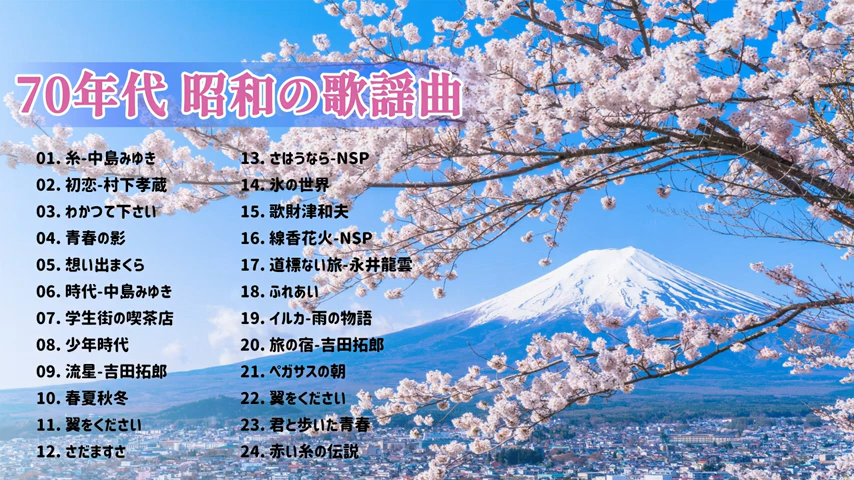 70年代 昭和の歌謡曲
01. 糸-中島みゆき
02. 初恋-村下孝蔵
03. わかって下さい
04. 青春の影
05. 想い出まくら
06. 時代-中島みゆき
07. 学生街の喫茶店
08. 少年時代
09. 流星-吉田拓郎
10. 春夏秋冬
11. 翼をください
12. さだまずさ
13. さはうなら-NSP
14. 氷の世界
15. 歌財津和夫
16. 線香花火-NSP
17. 道標ない旅-永井龍雲
18. ふれあい
19. イルカ-雨の物語
20. 旅の宿-吉田拓郎
21. ペガサスの朝
22. 翼をください
23. 君と歩いた青春
24. 赤い糸の伝説